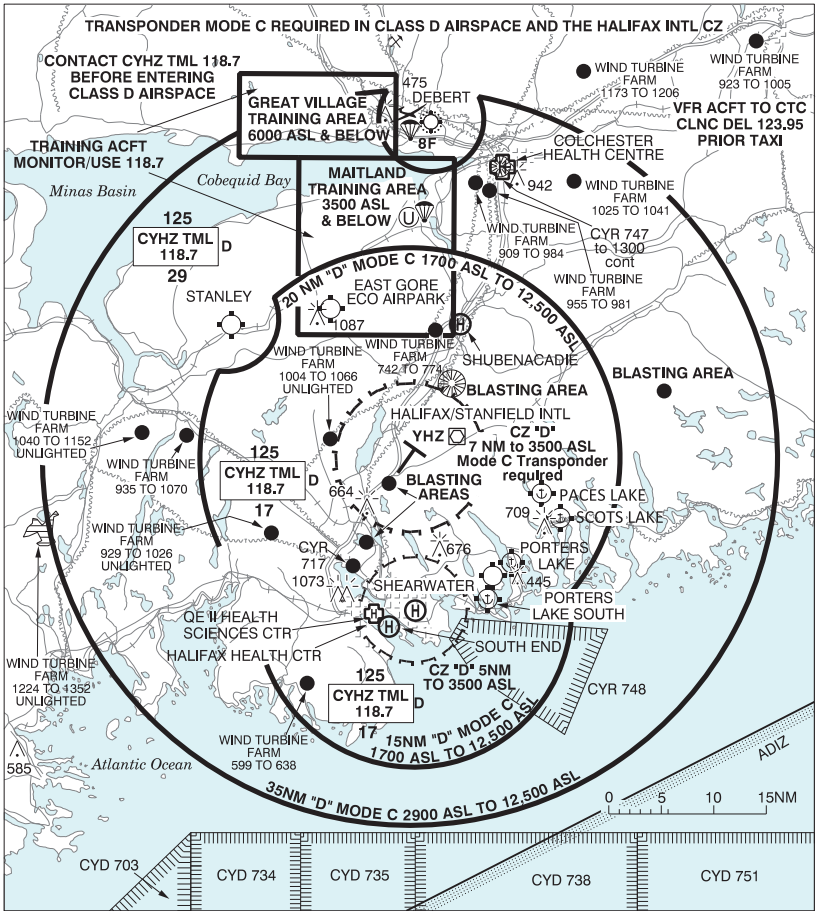 TRANSPONDER MODE C REQUIRED IN CLASS D AIRSPACE AND THE HALIFAX INTL CZ
CONTACT CYHZ TML 118.7
BEFORE ENTERING
CLASS D AIRSPACE
475
DEBERT
WIND TURBINE
FARM
1173 TO 1206
WIND TURBINE
FARM
923 TO 1005
GREAT VILLAGE
TRAINING AREA
6000 ASL & BELOW
8F
VFR ACFT TO CTC
CLNC DEL 123.95
PRIOR TAXI
TRAINING ACFT
MONITOR/USE 118.7
COLCHESTER
HEALTH CENTRE
Minas Basin
Cobequid Bay
MAITLAND
TRAINING AREA
3500 ASL
& BELOW
U
942
WIND TURBINE
FARM
1025 TO 1041
125
CYHZ TML
118.7
D
29
WIND TURBINE
FARM
909 TO 984
CYR 747
to 1300
cont
WIND TURBINE
FARM
955 TO 981
20 NM "D" MODE C 1700 ASL TO 12,500 ASL
STANLEY
EAST GORE
ECO AIRPARK
1087
H
SHUBENACADIE
WIND TURBINE
FARM
1004 TO 1066
UNLIGHTED
WIND TURBINE
FARM
742 TO 774
BLASTING AREA
BLASTING AREA
HALIFAX/STANFIELD INTL
YHZ
CZ "D"
7 NM to 3500 ASL
Mode C Transponder
required
WIND TURBINE
FARM
1040 TO 1152
UNLIGHTED
WIND TURBINE
FARM
935 TO 1070
125
CYHZ TML
118.7
D
17
664
BLASTING
AREAS
PACES LAKE
709
SCOTS LAKE
WIND TURBINE
FARM
929 TO 1026
UNLIGHTED
CYR
717
1073
676
PORTERS
LAKE
445
SHEARWATER
PORTERS
LAKE SOUTH
QE II HEALTH
SCIENCES CTR
H
H
H
HALIFAX HEALTH CTR
SOUTH END
WIND TURBINE
FARM
1224 TO 1352
UNLIGHTED
125
CYHZ TML
118.7
D
17
CZ "D" 5NM
TO 3500 ASL
CYR 748
WIND TURBINE
FARM
599 TO 638
15NM "D" MODE C
1700 ASL TO 12,500 ASL
585
Atlantic Ocean
ADIZ
35NM "D" MODE C 2900 ASL TO 12,500 ASL
0 5 10 15NM
CYD 703
CYD 734
CYD 735
CYD 738
CYD 751